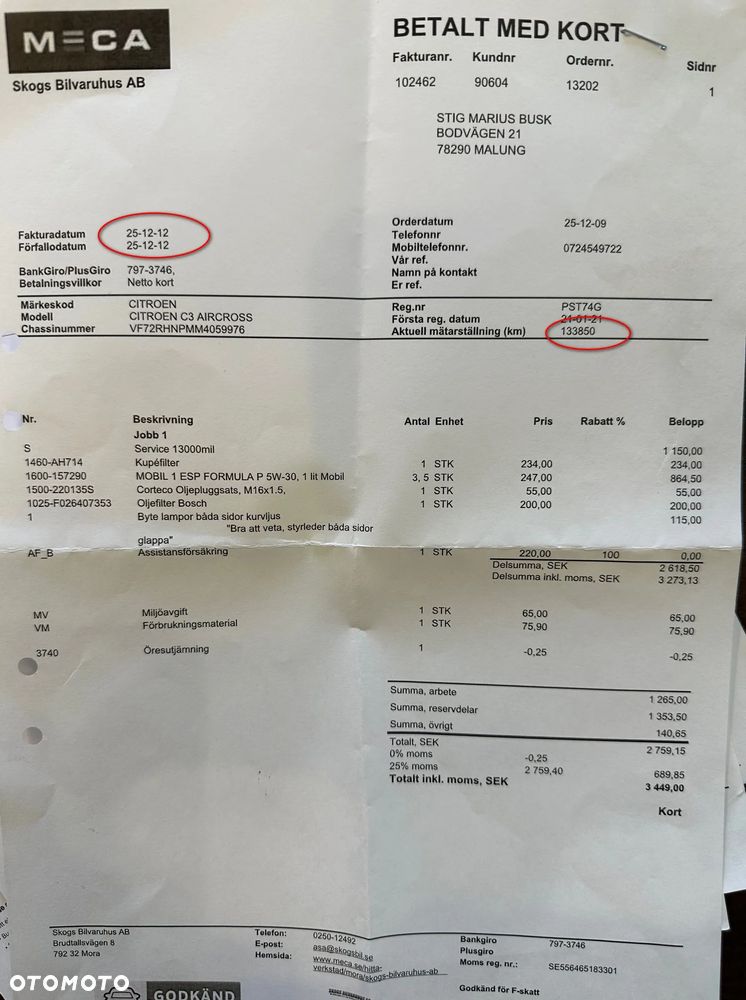 MECA
Skogs Bilvaruhus AB
BETALT MED KORT
Fakturanr. Kundnr Ordernr. Sidnr
102462 90604 13202 1
STIG MARIUS BUSK
BODVÄGEN 21
78290 MALUNG
Fakturadatum 25-12-12
Förfallodatum 25-12-12
BankGiro/PlusGiro 797-3746,
Betalningsvillkor Netto kort
Orderdatum 25-12-09
Telefonnr
Mobiltelefonnr. 0724549722
Vår ref.
Namn på kontakt
Er ref.
Märkeskod CITROEN
Modell CITROEN C3 AIRCROSS
Chassinummer VF72RHNPMM4059976
Reg.nr PST74G
Första reg. datum 21-01-21
Aktuell mätarställning (km) 133850
Nr. Beskrivning Antal Enhet Pris Rabatt % Belopp
Jobb 1
S Service 13000mil 1 150,00
1460-AH714 Kupéfilter 1 STK 234,00 234,00
1600-157290 MOBIL 1 ESP FORMULA P 5W-30, 1 lit Mobil 3, 5 STK 247,00 864,50
1500-220135S Corteco Oljepluggsats, M16x1.5, 1 STK 55,00 55,00
1025-F026407353 Oljefilter Bosch 1 STK 200,00 200,00
1 Byte lampor båda sidor kurvljus 115,00
"Bra att veta, styrleder båda sidor
glappa"
AF_B Assistansförsäkring 1 STK 220,00 100 0,00
Delsumma, SEK 2 618,50
Delsumma inkl. moms, SEK 3 273,13
MV Miljöavgift 1 STK 65,00 65,00
VM Förbrukningsmaterial 1 STK 75,90 75,90
3740 Öresutjämning 1 -0,25 -0,25
Summa, arbete 1 265,00
Summa, reservdelar 1 353,50
Summa, övrigt 140,65
Totalt, SEK 2 759,15
0% moms -0,25
25% moms 2 759,40 689,85
Totalt inkl. moms, SEK 3 449,00
Kort
Skogs Bilvaruhus AB
Brudtallsvägen 8
792 32 Mora
Telefon: 0250-12492
E-post: asa@skogsbil.se
Hemsida: www.meca.se/hitta-
verkstad/mora/skogs-bilvaruhus-ab
Bankgiro 797-3746
Plusgiro
Moms reg. nr.: SE556465183301
Godkänd för F-skatt
OTOMOTO
GODKÄND